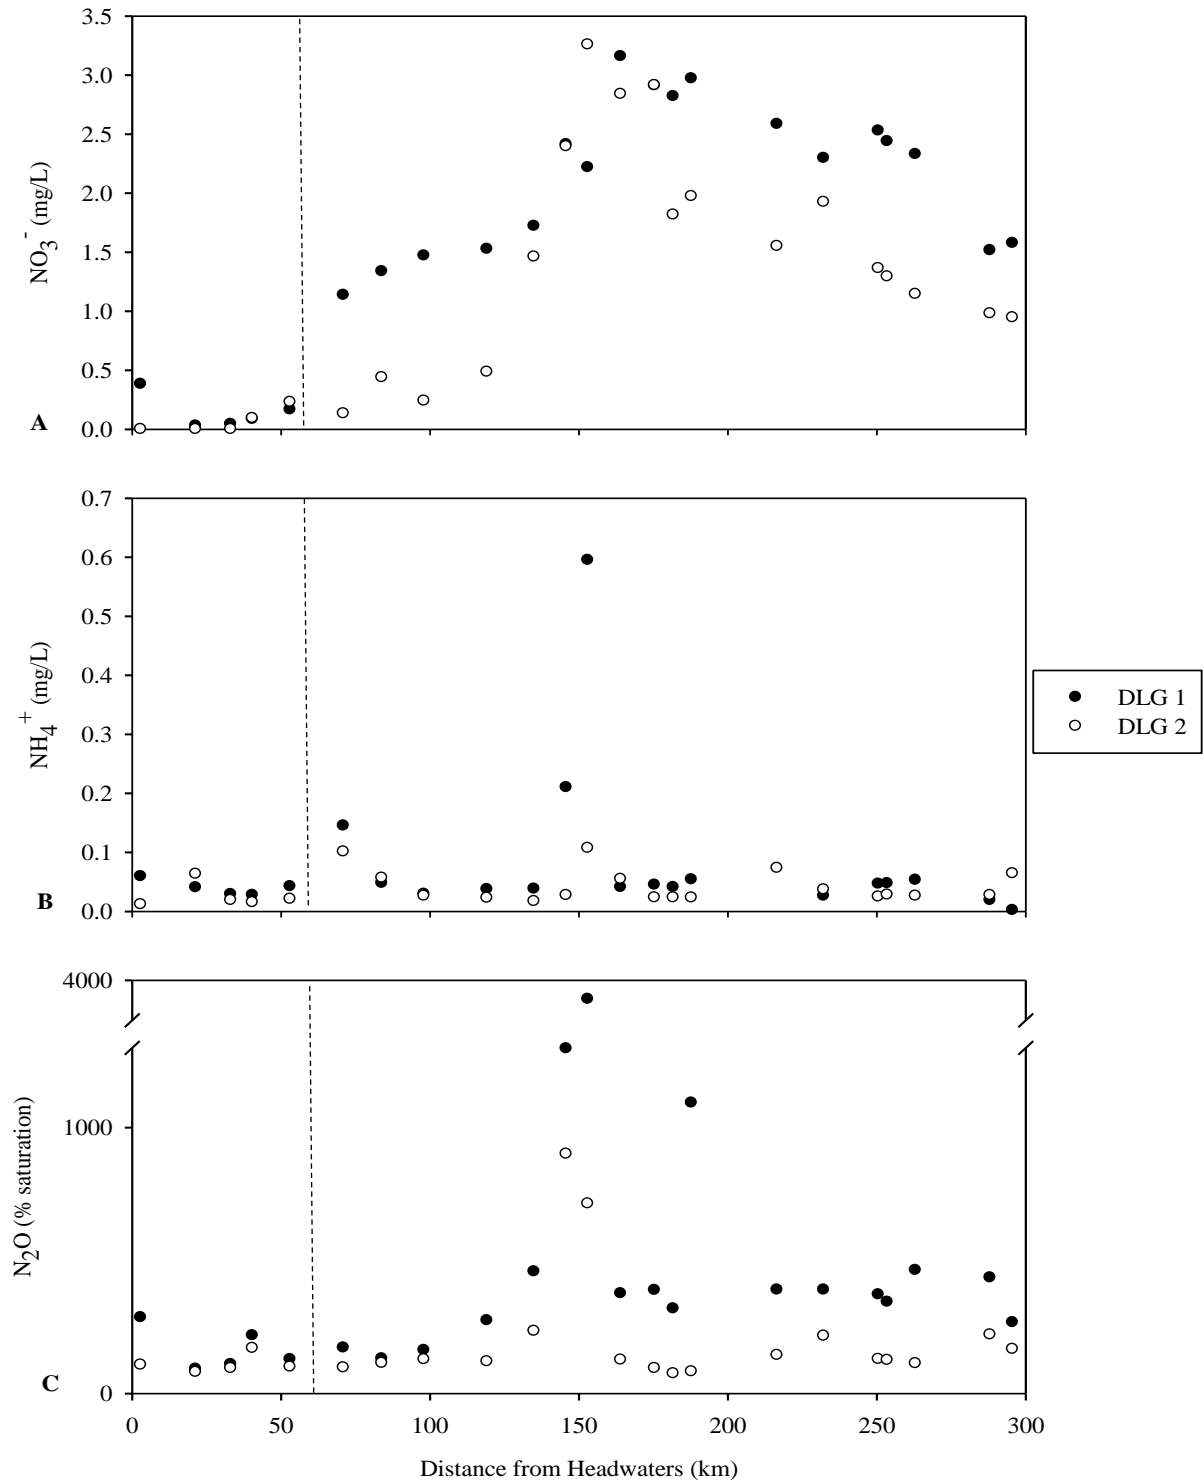 3.5
3.0
2.5
2.0
1.5
1.0
0.5
0.0
NO3- (mg/L)
A
0.7
0.6
0.5
0.4
0.3
0.2
0.1
0.0
NH4+ (mg/L)
B
DLG 1
DLG 2
4000
1000
0
N2O (% saturation)
C
0 50 100 150 200 250 300
Distance from Headwaters (km)